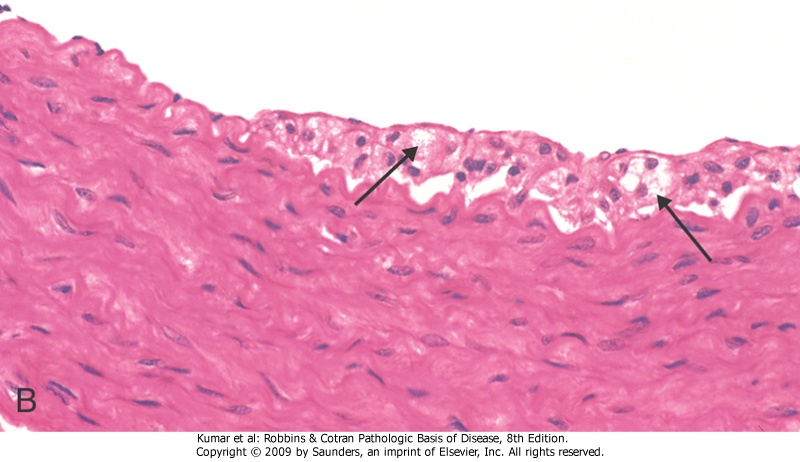 B
Kumar et al: Robbins & Cotran Pathologic Basis of Disease, 8th Edition.
Copyright © 2009 by Saunders, an imprint of Elsevier, Inc. All rights reserved.